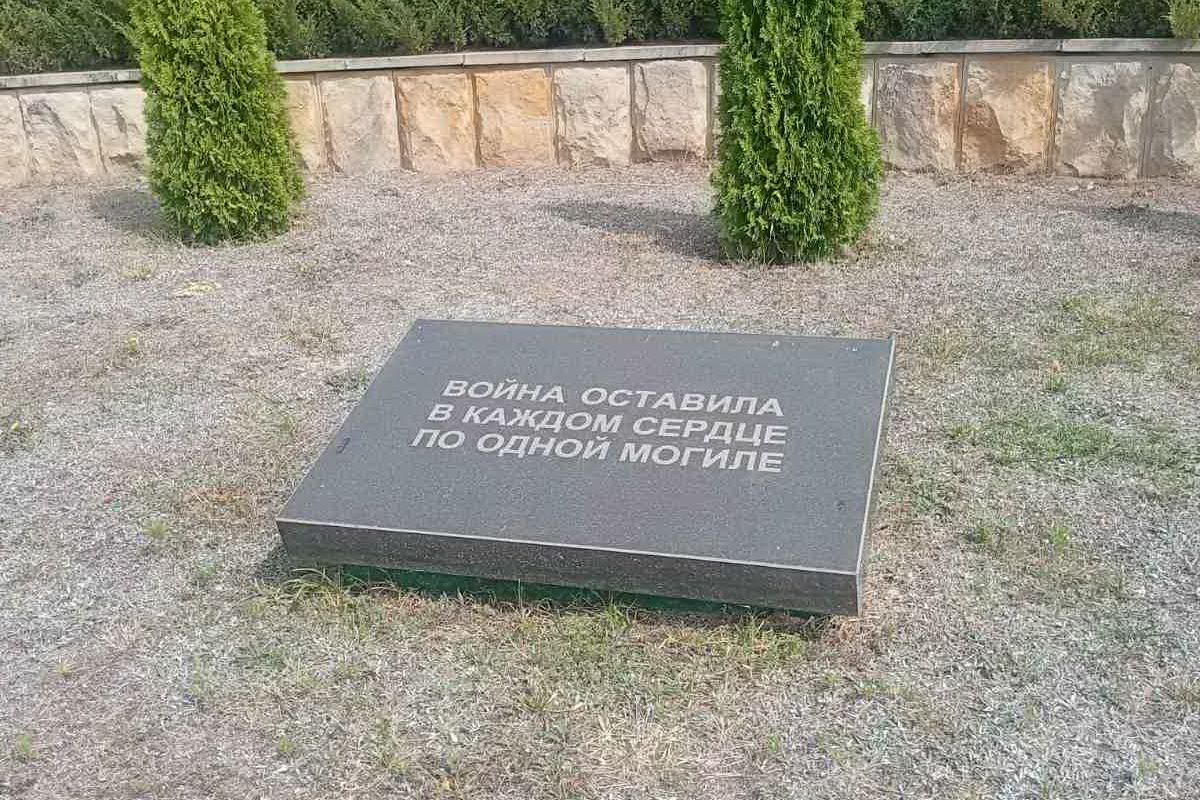 ВОЙНА ОСТАВИЛА
В КАЖДОМ СЕРДЦЕ
ПО ОДНОЙ МОГИЛЕ